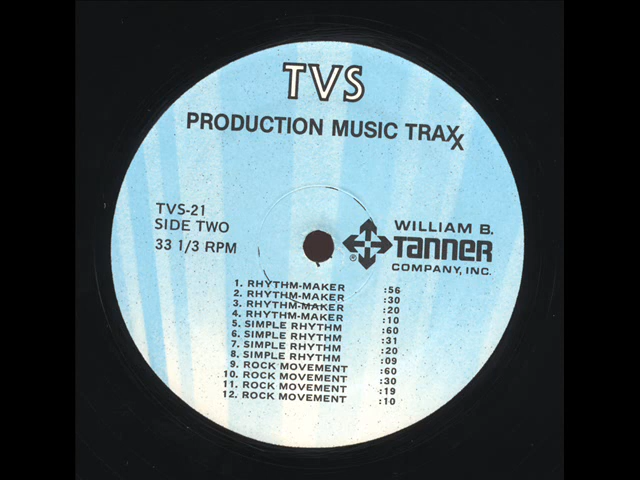 TVS
PRODUCTION MUSIC TRAXX
TVS-21
SIDE TWO
33 1/3 RPM
WILLIAM B.
TANNER
®
COMPANY, INC.
1. RHYTHM-MAKER :56
2. RHYTHM-MAKER :30
3. RHYTHM-MAKER :20
4. RHYTHM-MAKER :10
5. SIMPLE RHYTHM :60
6. SIMPLE RHYTHM :31
7. SIMPLE RHYTHM :20
8. SIMPLE RHYTHM :09
9. ROCK MOVEMENT :60
10. ROCK MOVEMENT :30
11. ROCK MOVEMENT :19
12. ROCK MOVEMENT :10